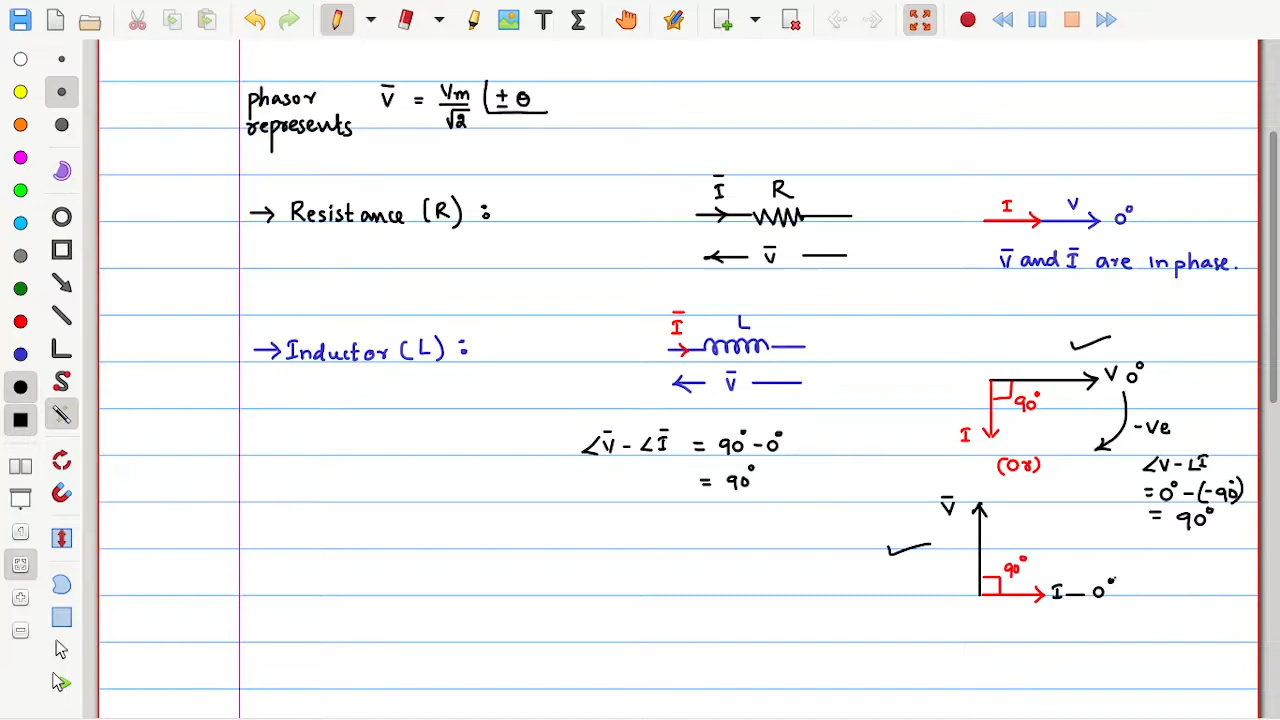 phasor represents V̅ = Vm/√2 ∠± θ
→ Resistance (R) :
I̅ R
V̅
I V 0°
V̅ and I̅ are in phase.
→ Inductor (L) :
I̅ L
V̅
∠V̅ - ∠I̅ = 90° - 0°
= 90°
V 0°
90°
I
-Ve
(Or)
∠V - ∠I̅
= 0° - (-90°)
= 90°
V̅
90°
I — 0°